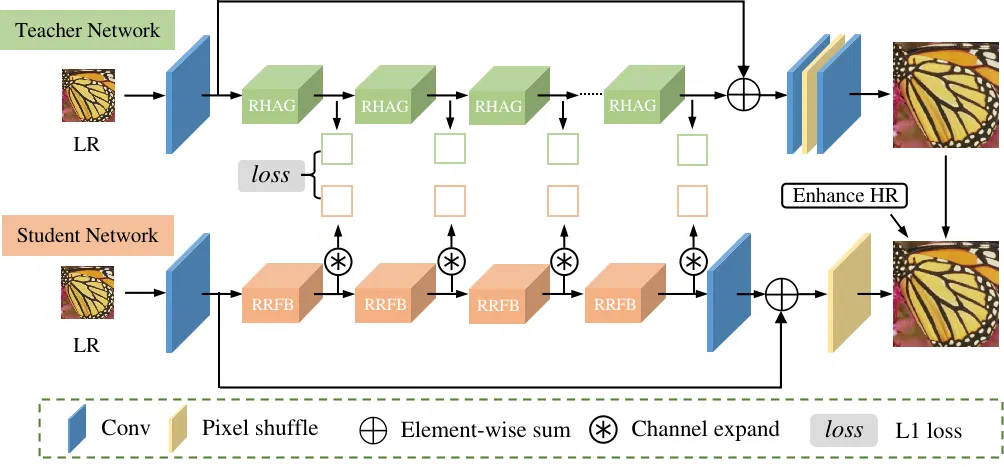 Teacher Network
LR
RHAG
RHAG
RHAG
RHAG
loss
Enhance HR
Student Network
LR
RRFB
RRFB
RRFB
RRFB
Conv
Pixel shuffle
Element-wise sum
Channel expand
loss
L1 loss